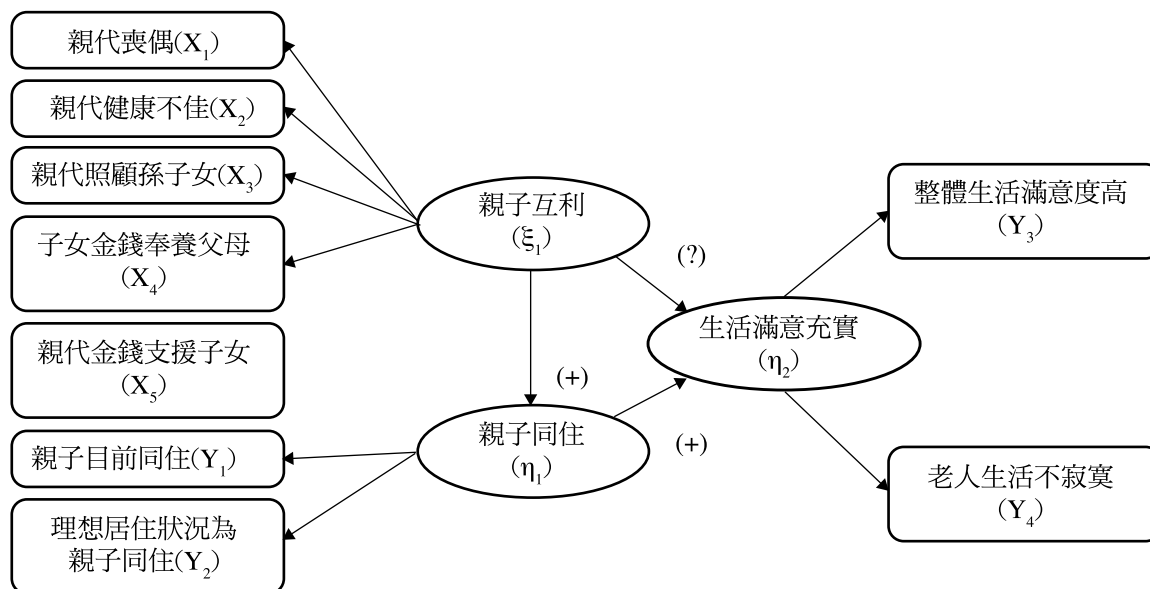 親代喪偶(X₁)
親代健康不佳(X₂)
親代照顧孫子女(X₃)
子女金錢奉養父母
(X₄)
親代金錢支援子女
(X₅)
親子目前同住(Y₁)
理想居住狀況為
親子同住(Y₂)
親子互利
(ξ₁)
(?)
(+)
親子同住
(η₁)
(+)
生活滿意充實
(η₂)
整體生活滿意度高
(Y₃)
老人生活不寂寞
(Y₄)